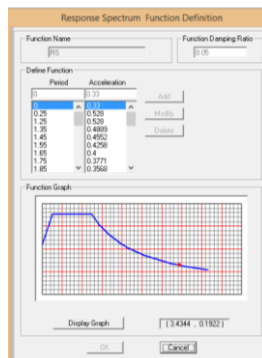 Response Spectrum Function Definition
Function Name
RS
Function Damping Ratio
0.05
Define Function
Period Acceleration
0. 0.33
Add
0. 0.33
0.25 0.528
Modify
1.25 0.528
1.35 0.4889
1.45 0.4552
Delete
1.55 0.4258
1.65 0.4
1.75 0.3771
1.85 0.3568
Function Graph
Display Graph
(3.4344 , 0.1922)
OK
Cancel